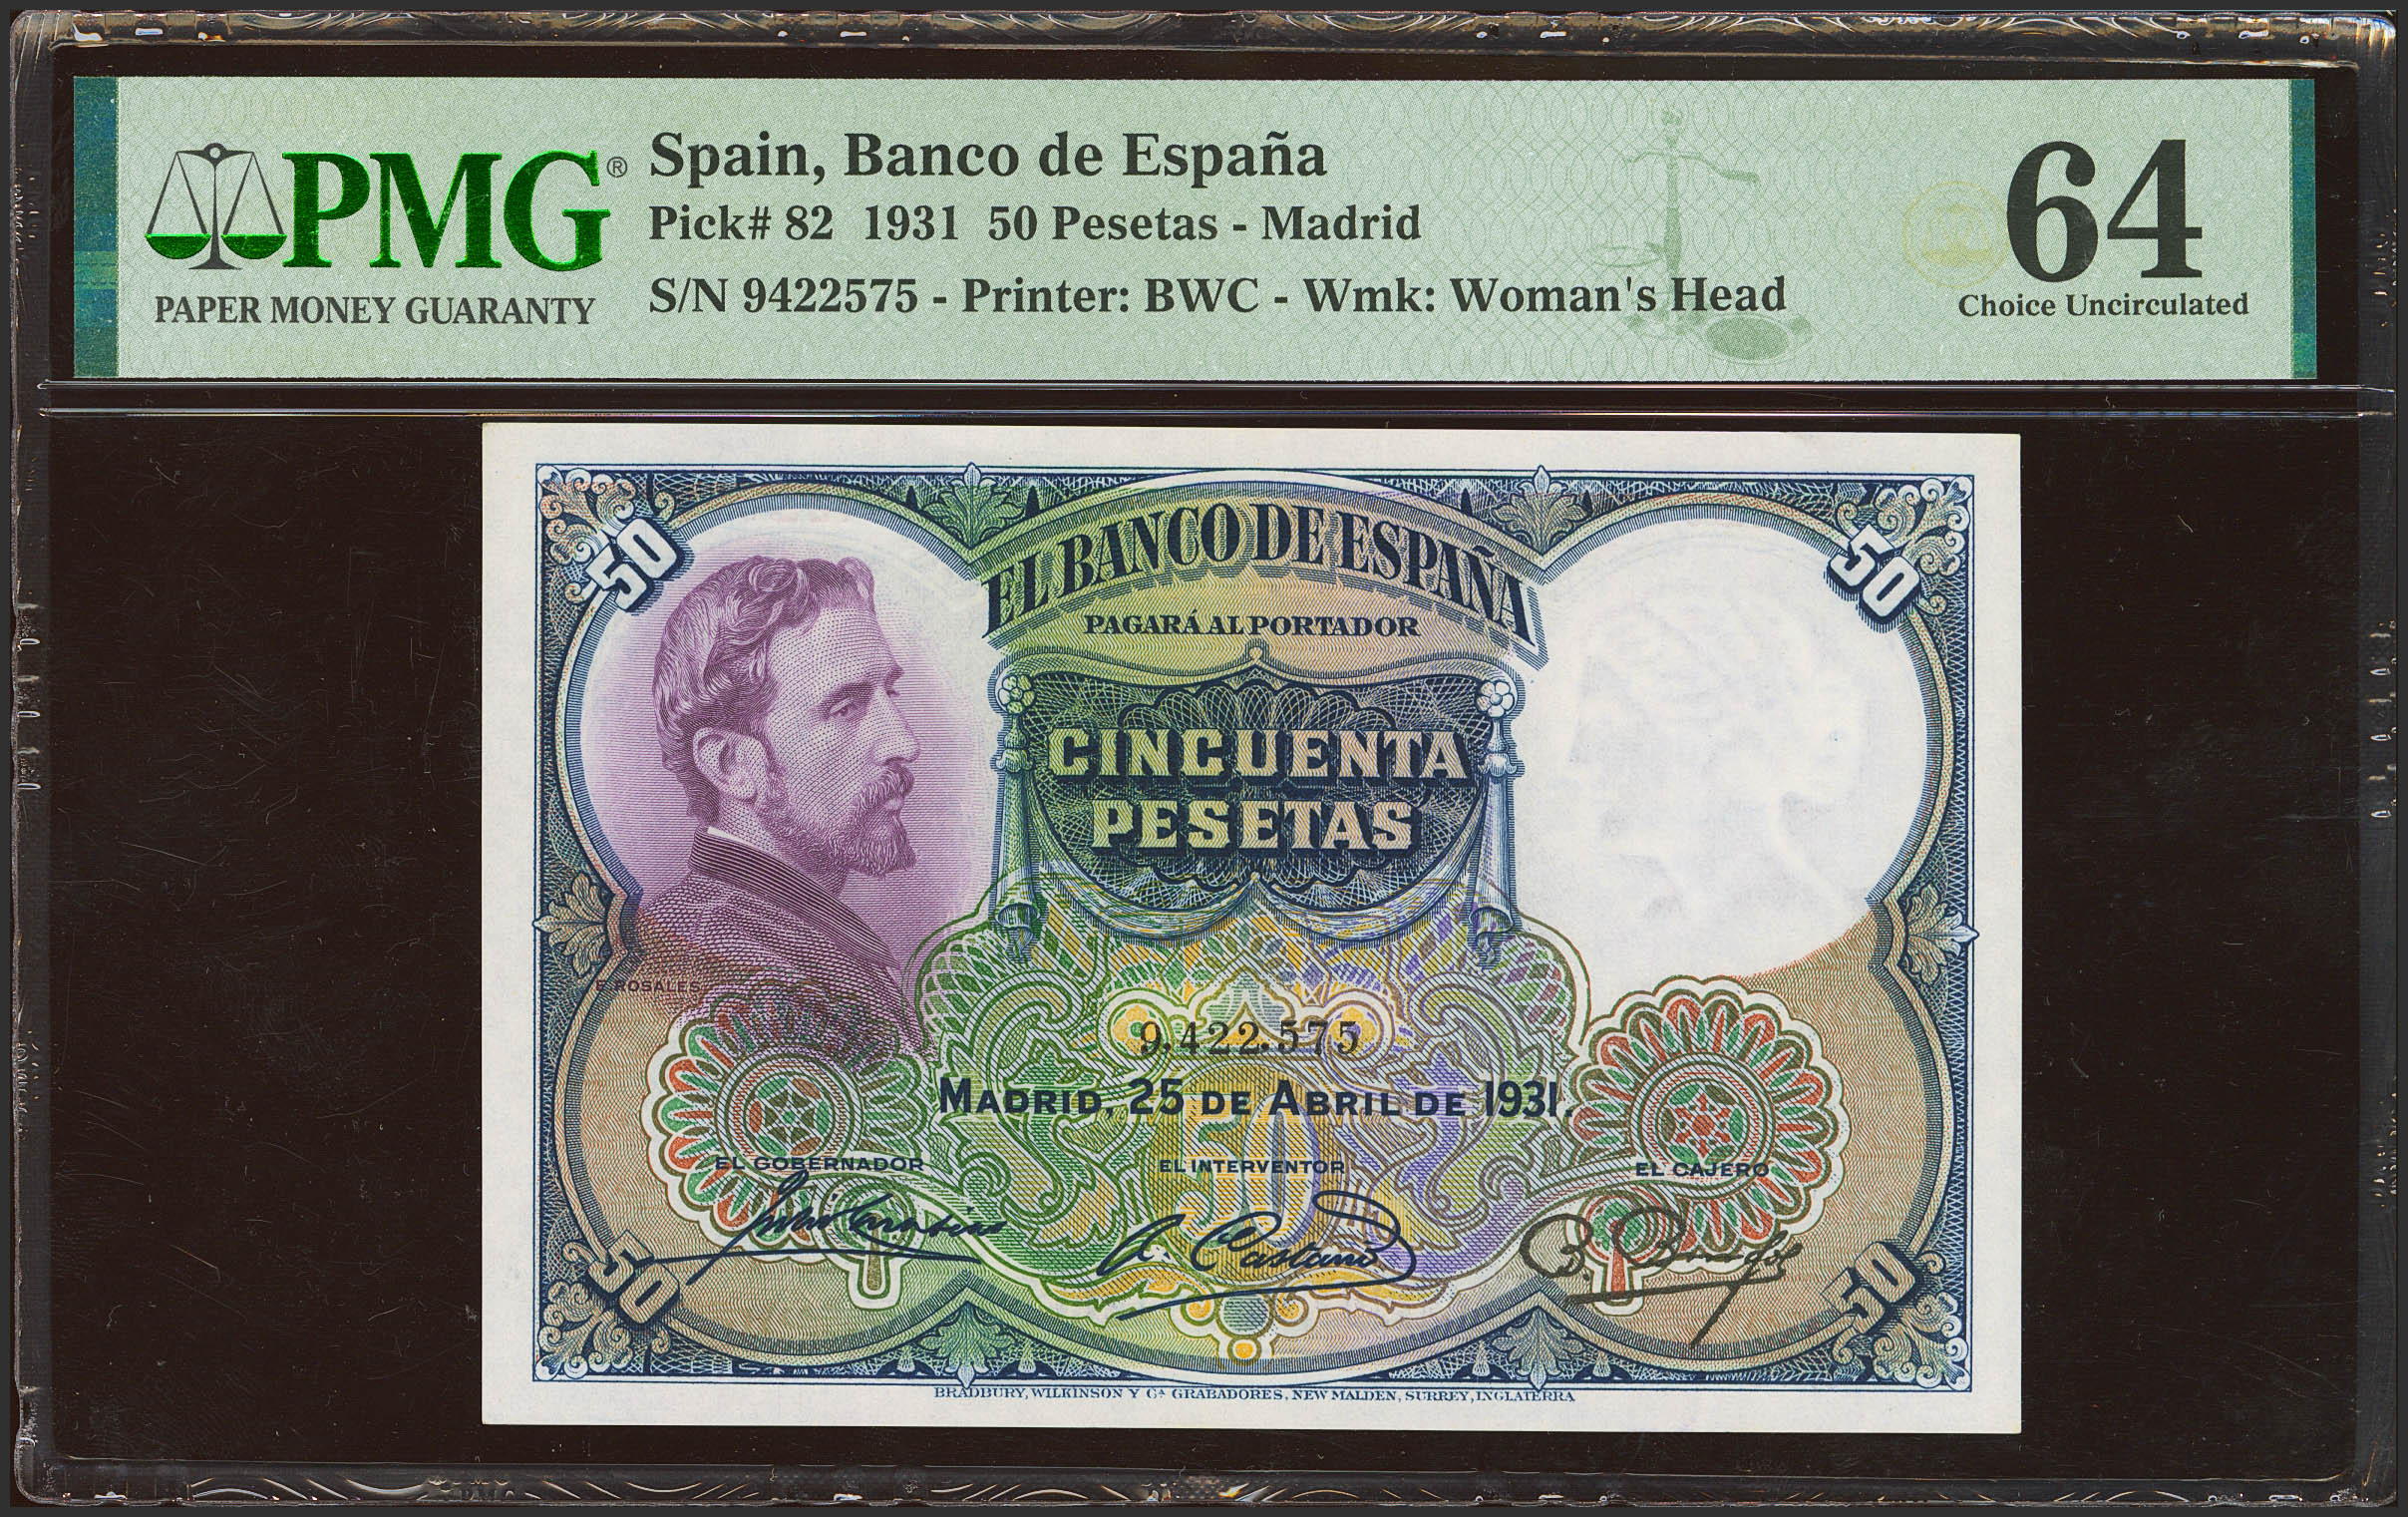 PMG®
PAPER MONEY GUARANTY
Spain, Banco de España
Pick# 82 1931 50 Pesetas - Madrid
S/N 9422575 - Printer: BWC - Wmk: Woman's Head
64
Choice Uncirculated
50
50
EL BANCO DE ESPAÑA
PAGARÁ AL PORTADOR
CINCUENTA
PESETAS
E. ROSALES
9.422.575
MADRID, 25 DE ABRIL DE 1931.
50
EL GOBERNADOR
EL INTERVENTOR
EL CAJERO
50
50
BRADBURY, WILKINSON Y Cª GRABADORES, NEW MALDEN, SURREY, INGLATERRA